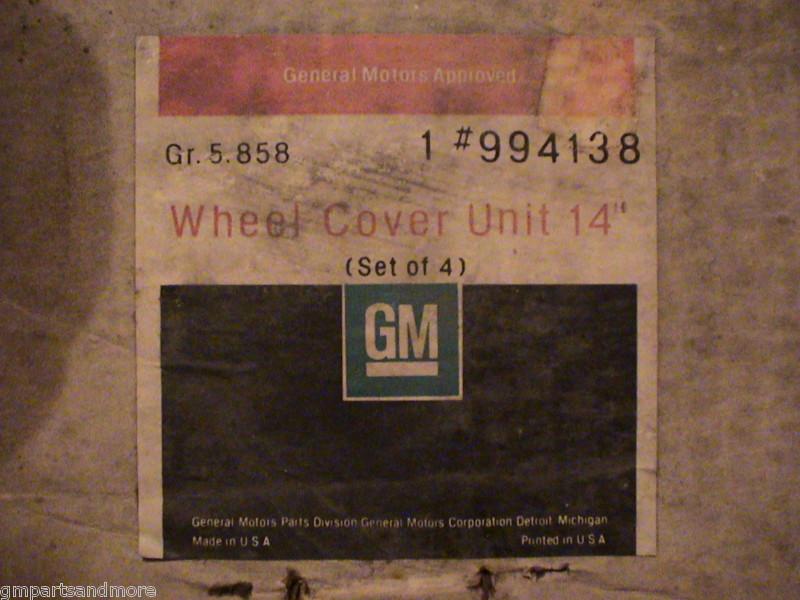 General Motors Approved
Gr. 5.858 1 #994138
Wheel Cover Unit 14"
(Set of 4)
GM
General Motors Parts Division General Motors Corporation Detroit Michigan
Made in U S A Printed in U S A
gmpartsandmore